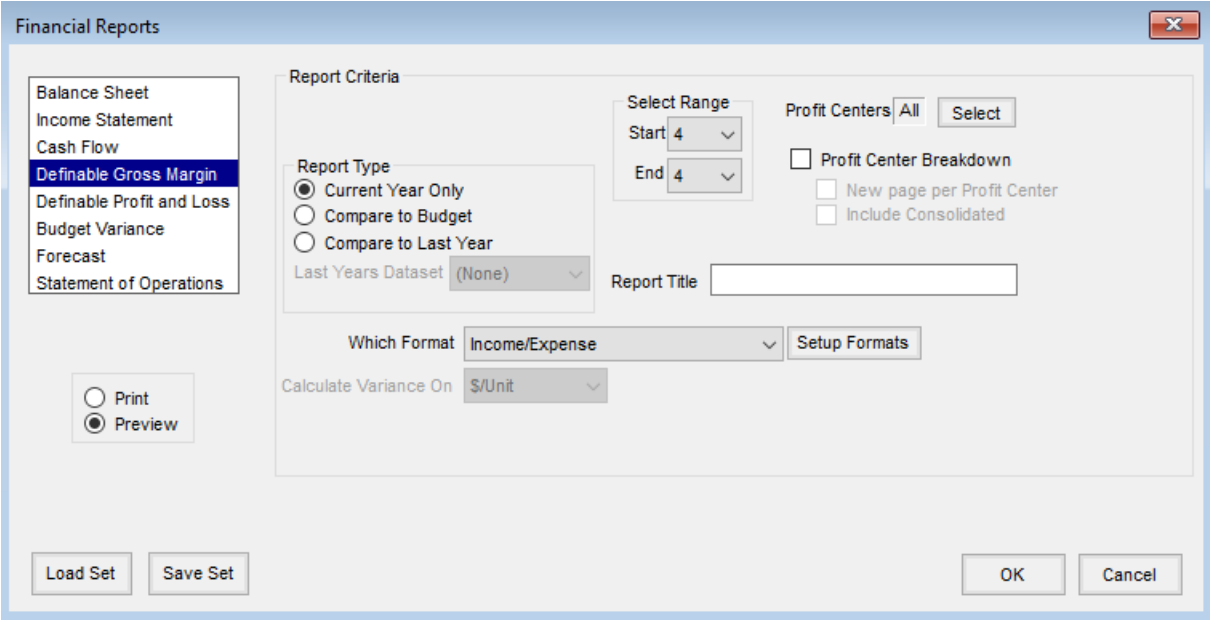 Financial Reports
Balance Sheet
Income Statement
Cash Flow
Definable Gross Margin
Definable Profit and Loss
Budget Variance
Forecast
Statement of Operations
Print
Preview
Report Criteria
Report Type
Current Year Only
Compare to Budget
Compare to Last Year
Last Years Dataset (None)
Select Range
Start 4
End 4
Profit Centers All Select
Profit Center Breakdown
New page per Profit Center
Include Consolidated
Report Title
Which Format Income/Expense Setup Formats
Calculate Variance On $/Unit
Load Set Save Set OK Cancel